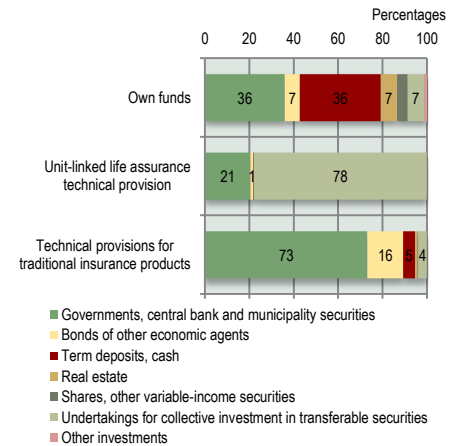 Percentages
0 20 40 60 80 100
Own funds
36 7 36 7 7
Unit-linked life assurance
technical provision
21 1 78
Technical provisions for
traditional insurance products
73 16 5 4
Governments, central bank and municipality securities
Bonds of other economic agents
Term deposits, cash
Real estate
Shares, other variable-income securities
Undertakings for collective investment in transferable securities
Other investments